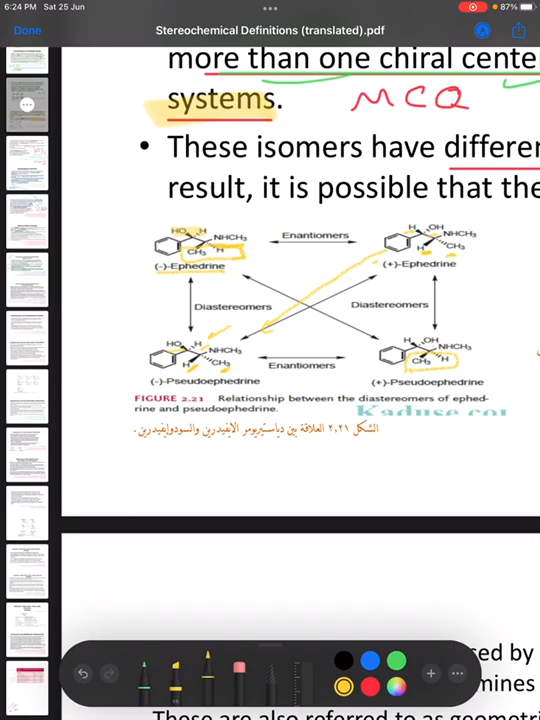 6:24 PM Sat 25 Jun
87%
Done
Stereochemical Definitions (translated).pdf
more than one chiral cente
systems.
MCQ
• These isomers have differen
result, it is possible that the
HO H
NHCH₃
CH₃ H
(-)-Ephedrine
Enantiomers
H OH
NHCH₃
H CH₃
(+)-Ephedrine
Diastereomers
Diastereomers
HO H
NHCH₃
H CH₃
(-)-Pseudoephedrine
Enantiomers
H OH
NHCH₃
CH₃ H
(+)-Pseudoephedrine
FIGURE 2.21 Relationship between the diastereomers of ephed-
rine and pseudoephedrine.
الشكل ٢,٢١ العلاقة بين دياستيريومر الايفيدرين والسودوإيفيدرين .
sed by
mines
These are also referred to as geometri